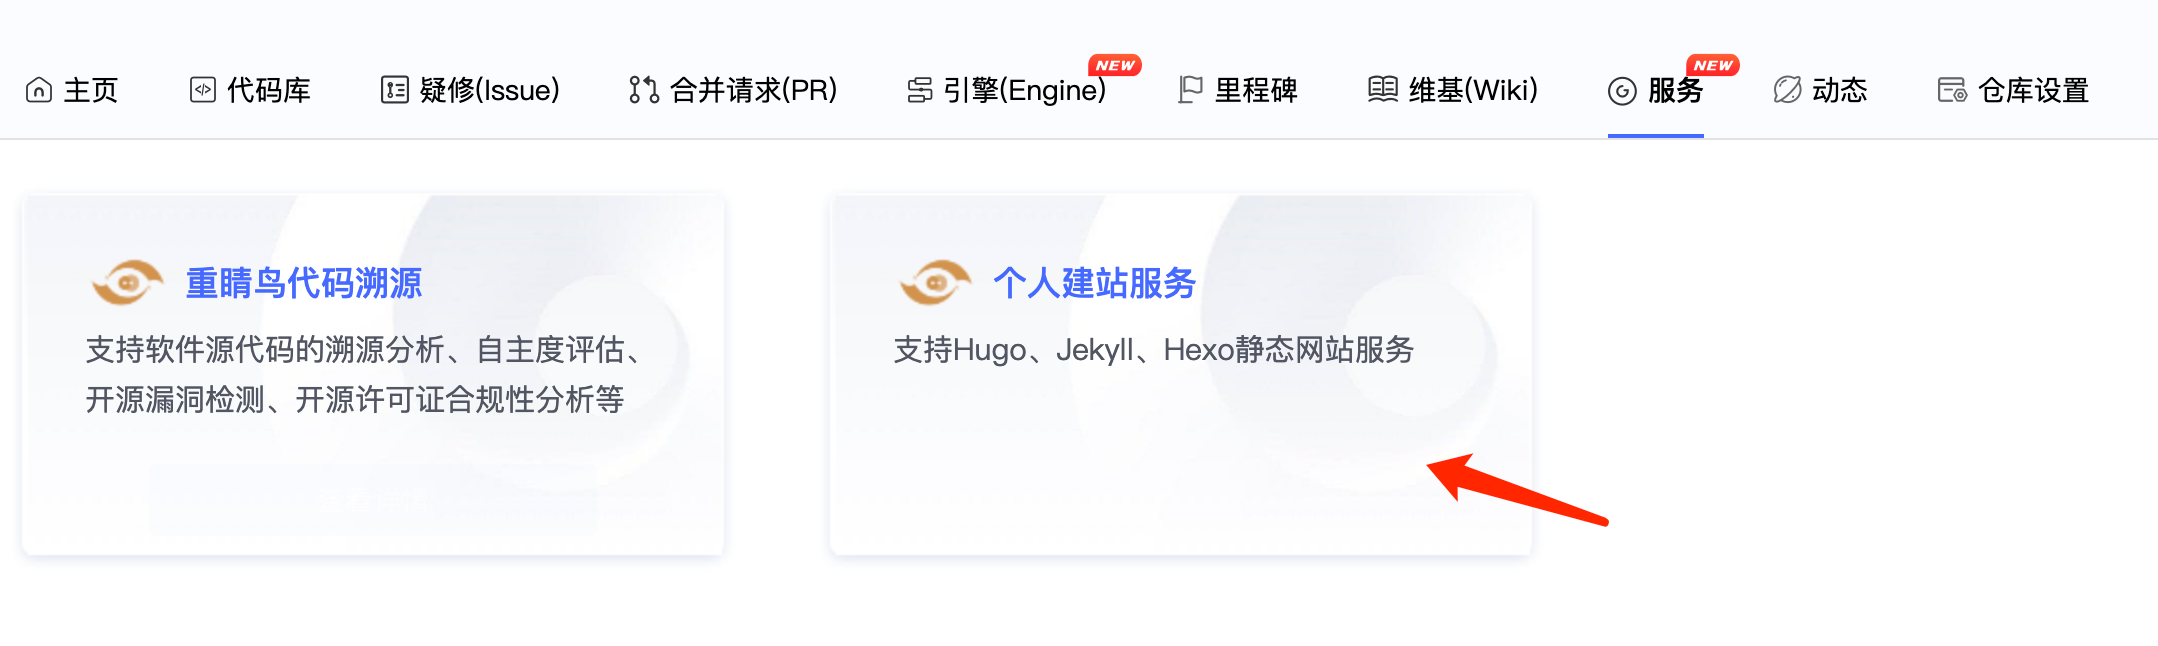 主页 代码库 疑修(Issue) 合并请求(PR) 引擎(Engine) NEW 里程碑 维基(Wiki) 服务 NEW 动态 仓库设置
重睛鸟代码溯源
支持软件源代码的溯源分析、自主度评估、
开源漏洞检测、开源许可证合规性分析等
个人建站服务
支持Hugo、Jekyll、Hexo静态网站服务